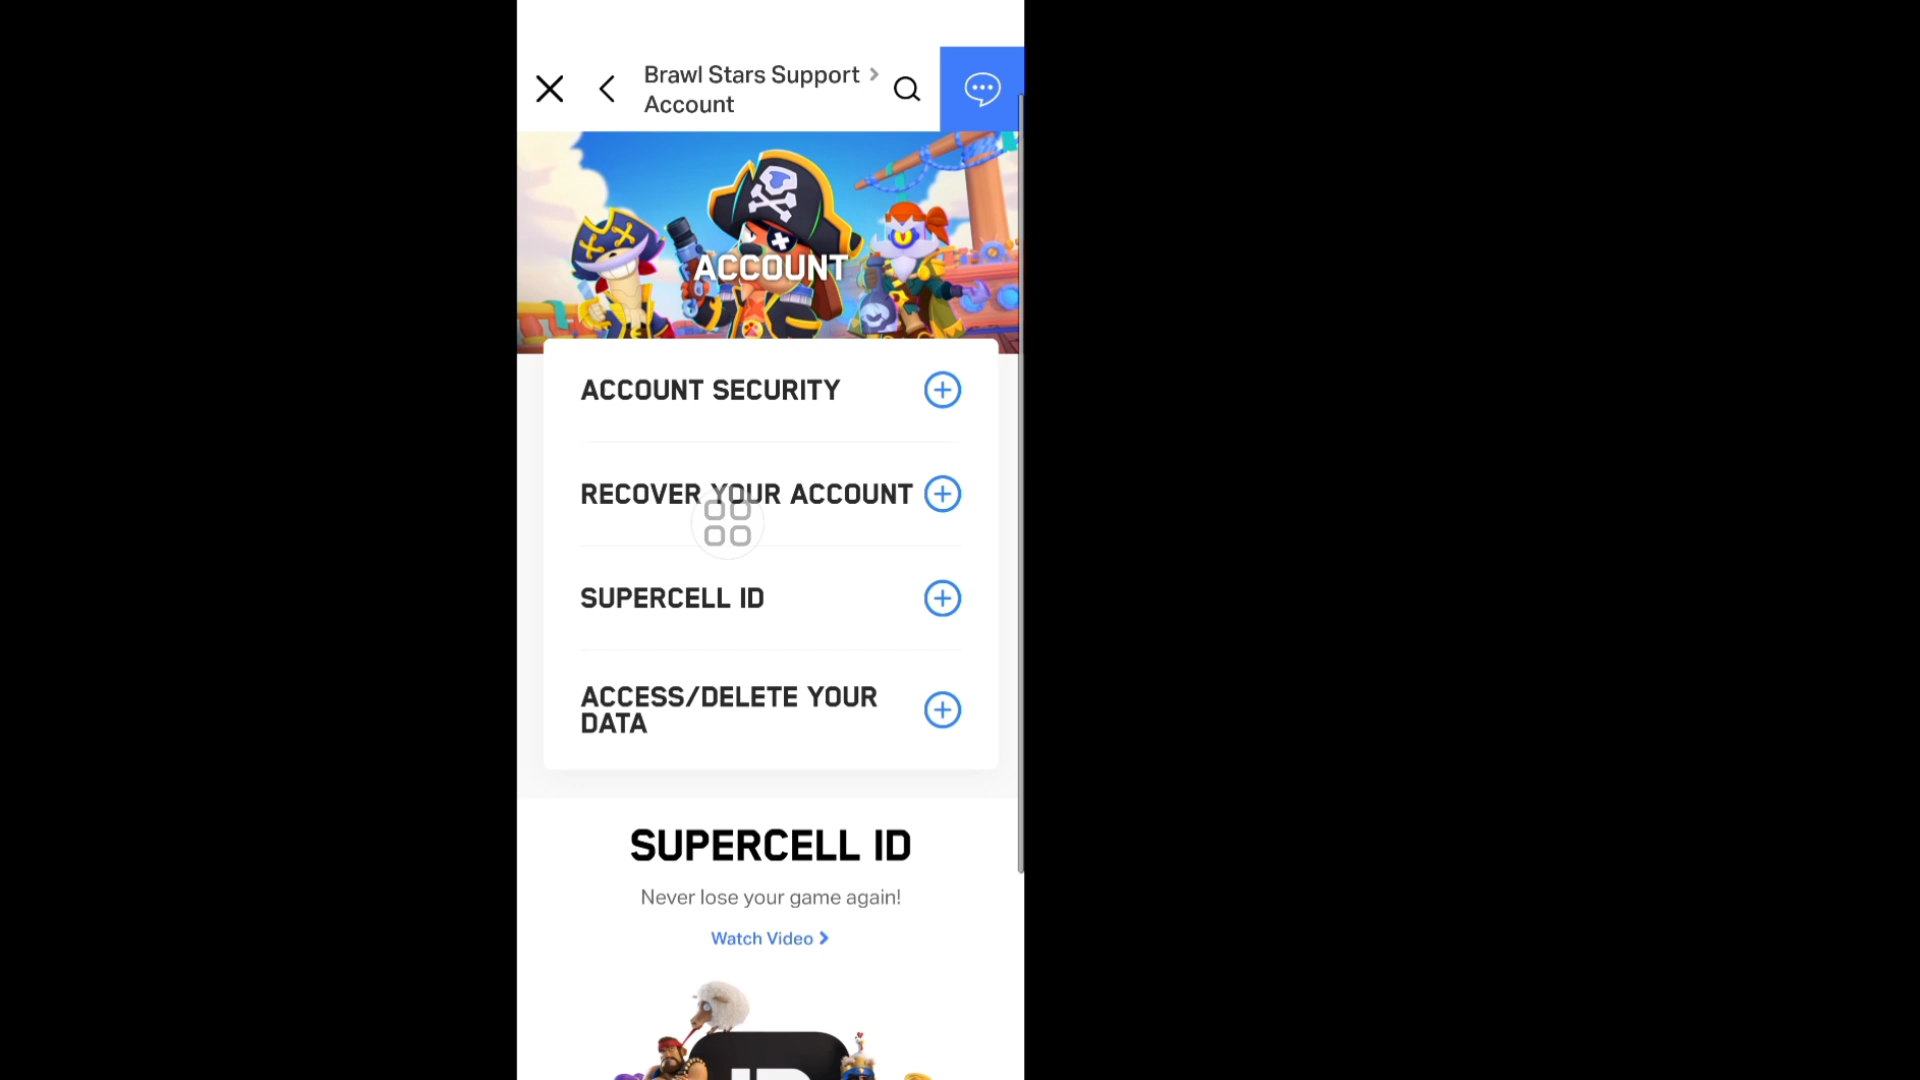 Brawl Stars Support >
Account
ACCOUNT
ACCOUNT SECURITY
RECOVER YOUR ACCOUNT
SUPERCELL ID
ACCESS/DELETE YOUR
DATA
SUPERCELL ID
Never lose your game again!
Watch Video >
ID